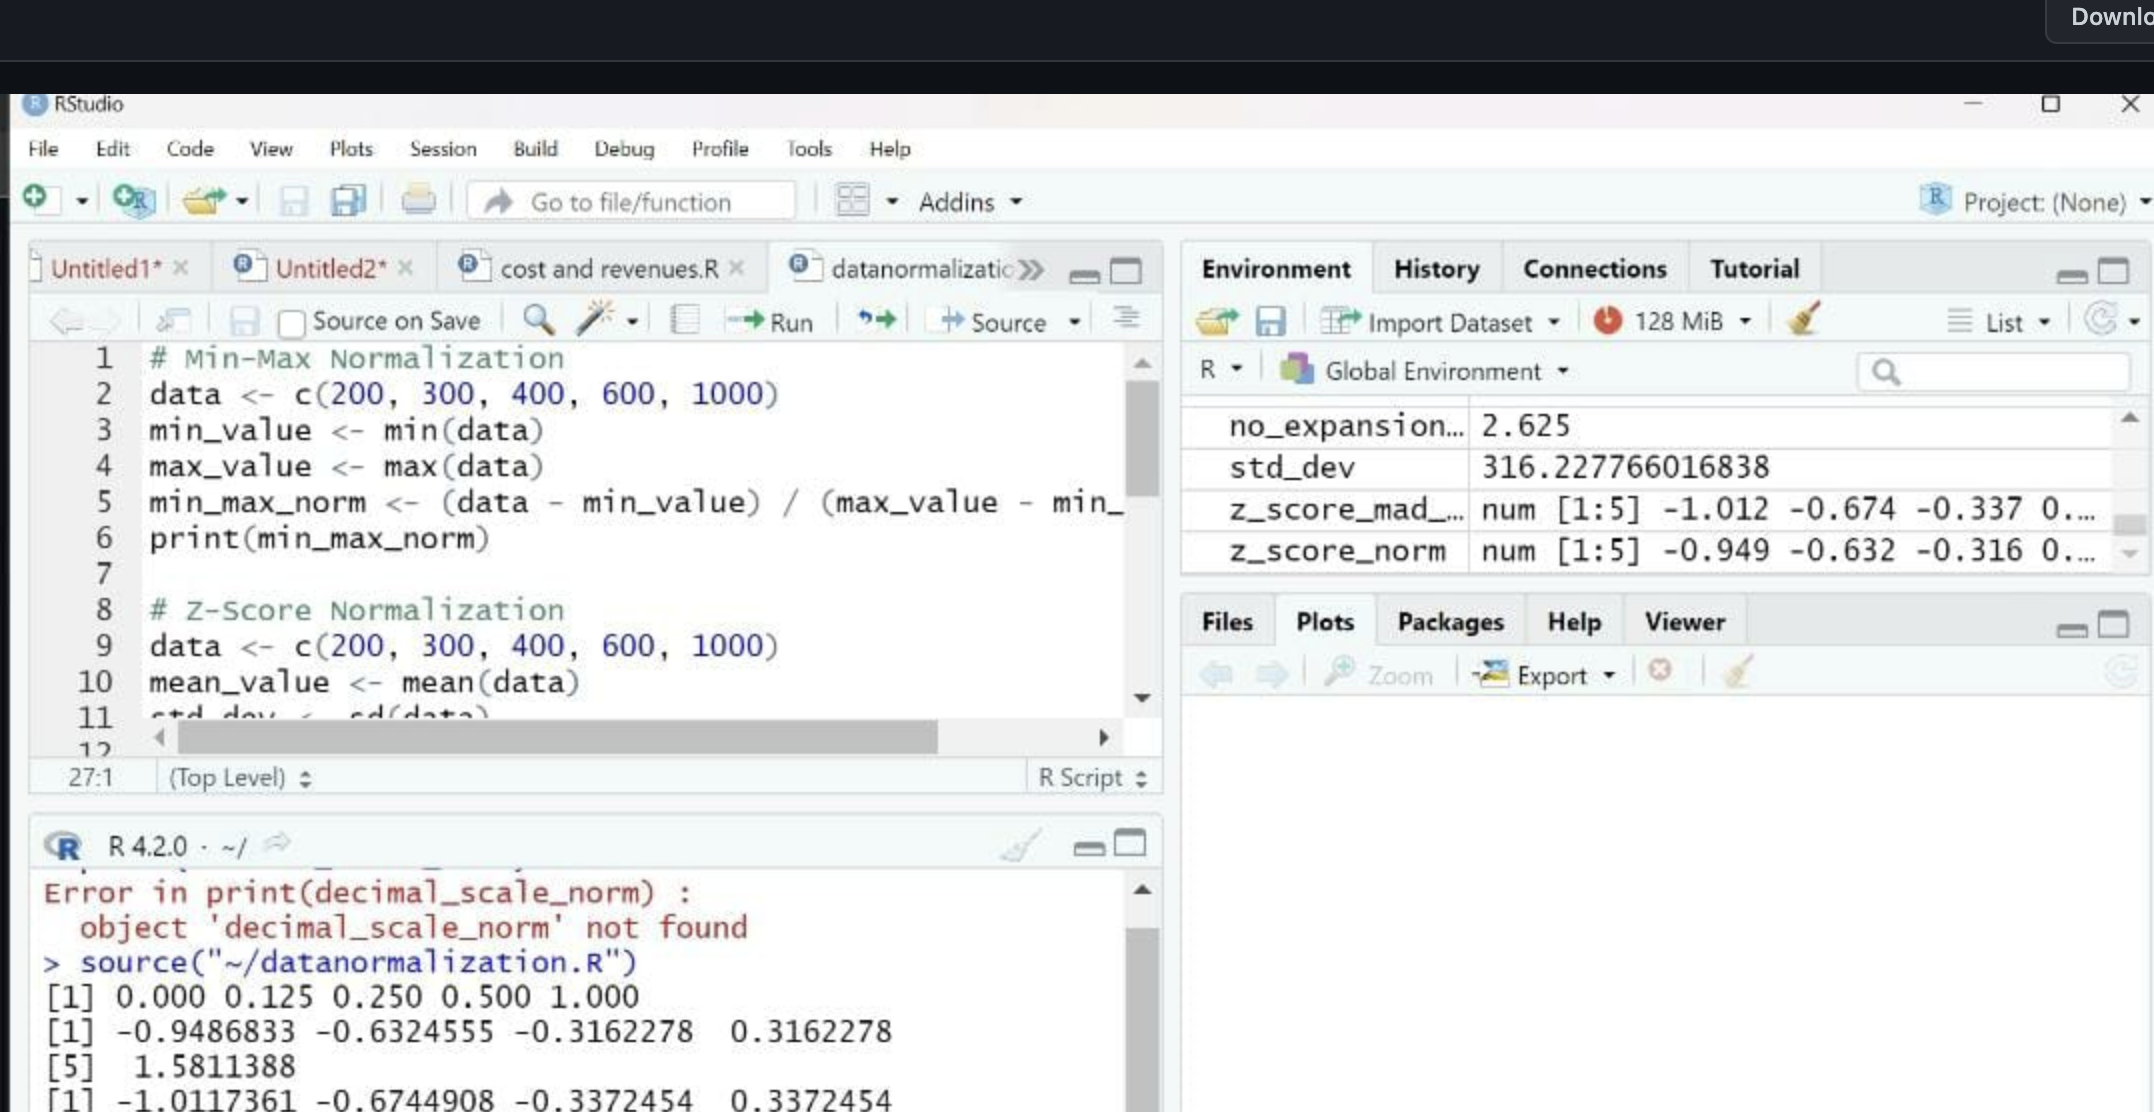 Downlo
RStudio
File Edit Code View Plots Session Build Debug Profile Tools Help
Go to file/function Addins Project: (None)
Untitled1* Untitled2* cost and revenues.R datanormalizatio
Source on Save Run Source
1 # Min-Max Normalization
2 data <- c(200, 300, 400, 600, 1000)
3 min_value <- min(data)
4 max_value <- max(data)
5 min_max_norm <- (data - min_value) / (max_value - min_
6 print(min_max_norm)
7
8 # Z-Score Normalization
9 data <- c(200, 300, 400, 600, 1000)
10 mean_value <- mean(data)
11 std_dev <- sd(data)
12
27:1 (Top Level) R Script
R 4.2.0 · ~/
Error in print(decimal_scale_norm) :
object 'decimal_scale_norm' not found
> source("~/datanormalization.R")
[1] 0.000 0.125 0.250 0.500 1.000
[1] -0.9486833 -0.6324555 -0.3162278 0.3162278
[5] 1.5811388
[1] -1.0117361 -0.6744908 -0.3372454 0.3372454
Environment History Connections Tutorial
Import Dataset 128 MiB List
R Global Environment
no_expansion… 2.625
std_dev 316.227766016838
z_score_mad_… num [1:5] -1.012 -0.674 -0.337 0.…
z_score_norm num [1:5] -0.949 -0.632 -0.316 0.…
Files Plots Packages Help Viewer
Zoom Export